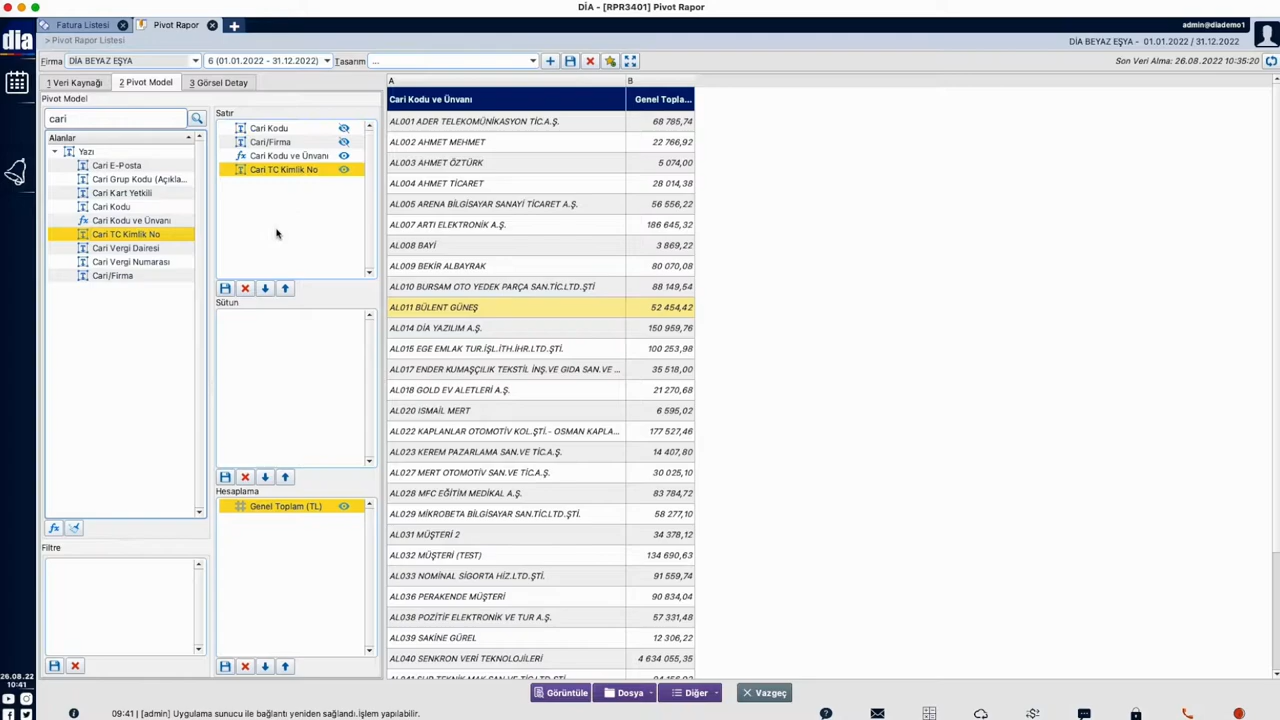 DİA - [RPR3401] Pivot Rapor
dia
Fatura Listesi
Pivot Rapor
admin@diademo1
> Pivot Rapor Listesi
DİA BEYAZ EŞYA - 01.01.2022 / 31.12.2022
Firma
DİA BEYAZ EŞYA
6 (01.01.2022 - 31.12.2022)
Tasarım
...
Son Veri Alma: 26.08.2022 10:35:20
1 Veri Kaynağı
2 Pivot Model
3 Görsel Detay
Pivot Model
cari
Alanlar
Yazı
Cari E-Posta
Cari Grup Kodu (Açıkla...
Cari Kart Yetkili
Cari Kodu
Cari Kodu ve Ünvanı
Cari TC Kimlik No
Cari Vergi Dairesi
Cari Vergi Numarası
Cari/Firma
Filtre
Satır
Cari Kodu
Cari/Firma
Cari Kodu ve Ünvanı
Cari TC Kimlik No
Sütun
Hesaplama
Genel Toplam (TL)
A B
Cari Kodu ve Ünvanı Genel Topla...
AL001 ADER TELEKOMÜNİKASYON TİC.A.Ş. 68 785,74
AL002 AHMET MEHMET 22 766,92
AL003 AHMET ÖZTÜRK 5 074,00
AL004 AHMET TİCARET 28 014,38
AL005 ARENA BİLGİSAYAR SANAYİ TİCARET A.Ş. 56 556,22
AL007 ARTI ELEKTRONİK A.Ş. 186 645,32
AL008 BAYİ 3 869,22
AL009 BEKİR ALBAYRAK 80 070,08
AL010 BURSAM OTO YEDEK PARÇA SAN.TİC.LTD.ŞTİ 88 149,54
AL011 BÜLENT GÜNEŞ 52 454,42
AL014 DİA YAZILIM A.Ş. 150 959,76
AL015 EGE EMLAK TUR.İŞL.İTH.İHR.LTD.ŞTİ. 100 253,98
AL017 ENDER KUMAŞÇILIK TEKSTİL İNŞ.VE GIDA SAN.VE ... 35 518,00
AL018 GOLD EV ALETLERİ A.Ş. 21 270,68
AL020 ISMAİL MERT 6 595,02
AL022 KAPLANLAR OTOMOTİV KOL.ŞTİ.- OSMAN KAPLA... 177 527,46
AL023 KEREM PAZARLAMA SAN.VE TİC.A.Ş. 14 407,80
AL027 MERT OTOMOTİV SAN.VE TİC.A.Ş. 30 025,10
AL028 MFC EĞİTİM MEDİKAL A.Ş. 83 784,72
AL029 MİKROBETA BİLGİSAYAR SAN.TİC.LTD.ŞTİ. 58 277,10
AL031 MÜŞTERİ 2 34 378,12
AL032 MÜŞTERİ (TEST) 134 690,63
AL033 NOMİNAL SİGORTA HİZ.LTD.ŞTİ. 91 559,74
AL036 PERAKENDE MÜŞTERİ 90 834,04
AL038 POZİTİF ELEKTRONİK VE TUR A.Ş. 57 331,48
AL039 SAKİNE GÜREL 12 306,22
AL040 SENKRON VERİ TEKNOLOJİLERİ 4 634 055,35
Görüntüle
Dosya
Diğer
Vazgeç
26.08.22
10:41
09:41 | [admin] Uygulama sunucu ile bağlantı yeniden sağlandı.İşlem yapılabilir.